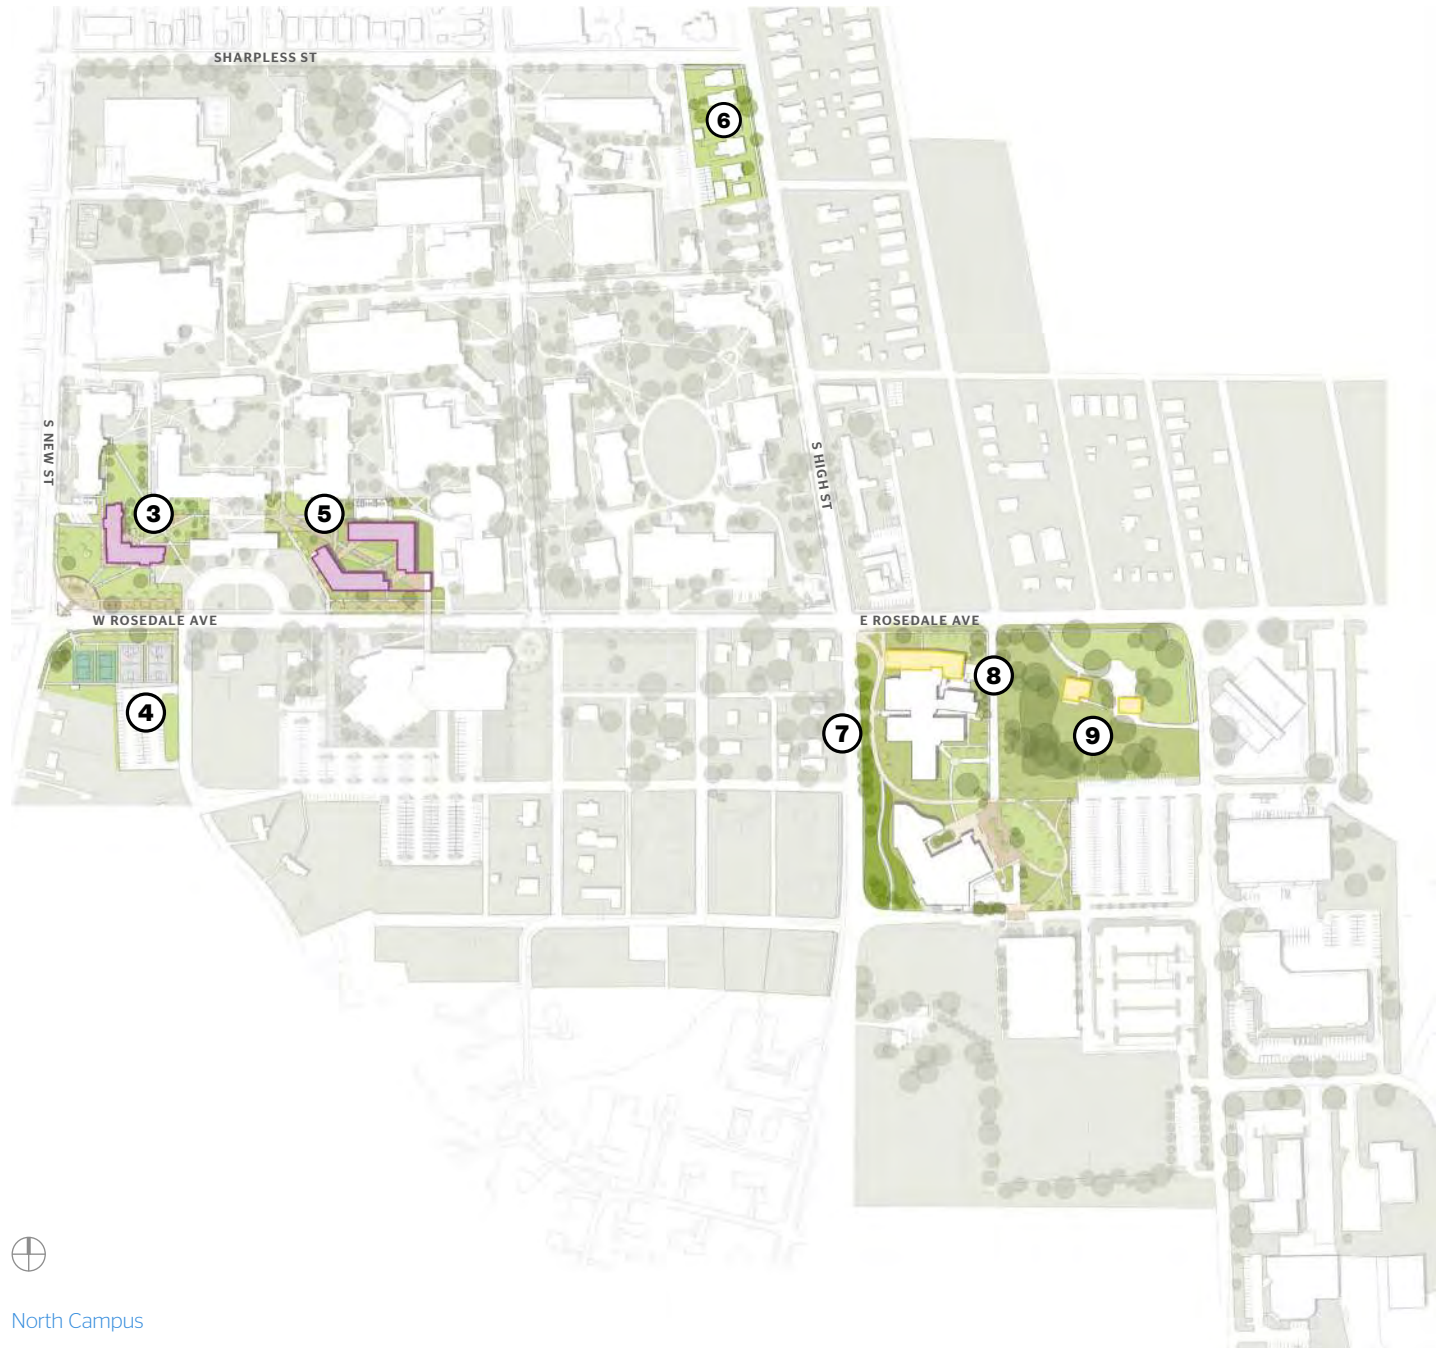 SHARPLESS ST
6
S NEW ST
S HIGH ST
3
5
W ROSEDALE AVE
E ROSEDALE AVE
8
4
7
9
North Campus